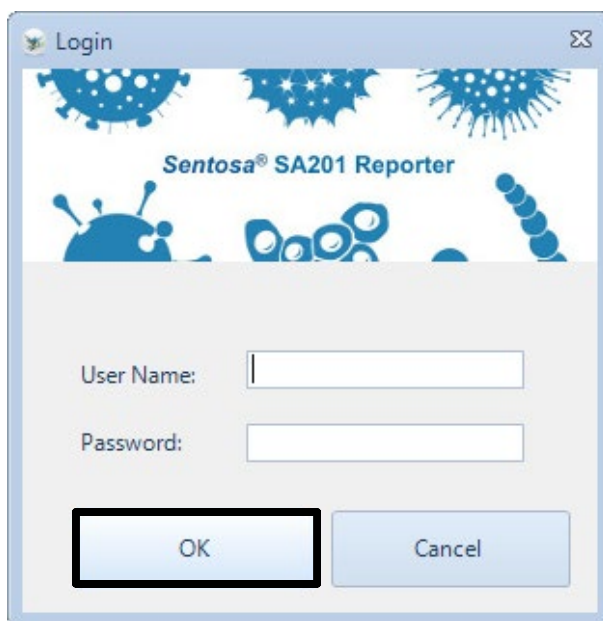 Login
Sentosa® SA201 Reporter
User Name:
Password:
OK
Cancel